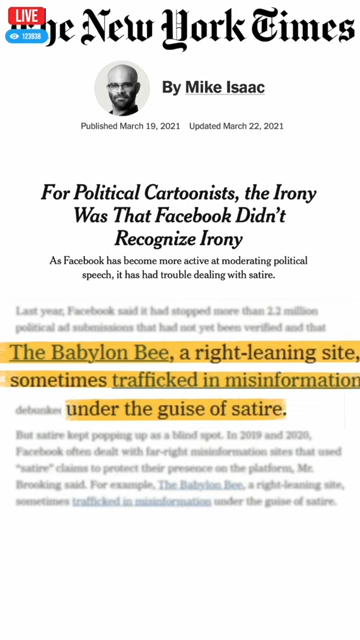 LIVE
The New York Times
123938
By Mike Isaac
Published March 19, 2021 Updated March 22, 2021
For Political Cartoonists, the Irony
Was That Facebook Didn't
Recognize Irony
As Facebook has become more active at moderating political
speech, it has had trouble dealing with satire.
Last year, Facebook said it had stopped more than 2.2 million
political ad submissions that had not yet been verified and that
The Babylon Bee, a right-leaning site,
sometimes trafficked in misinformation
debunked under the guise of satire.
But satire kept popping up as a blind spot. In 2019 and 2020,
Facebook often dealt with far-right misinformation sites that used
“satire” claims to protect their presence on the platform, Mr.
Brooking said. For example, The Babylon Bee, a right-leaning site,
sometimes trafficked in misinformation under the guise of satire.